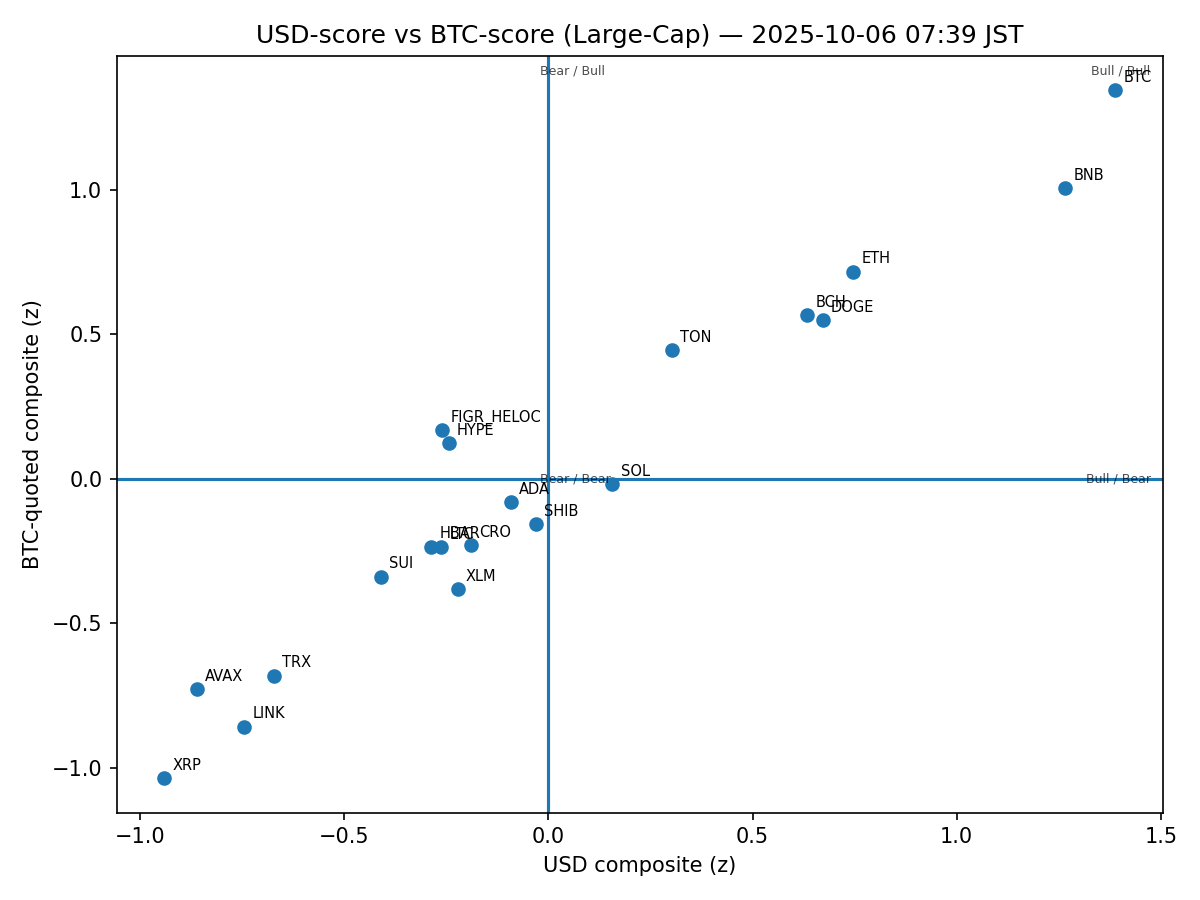 USD-score vs BTC-score (Large-Cap) — 2025-10-06 07:39 JST
Bear / Bull
Bull / Bull
BTC
BNB
1.0
ETH
BCH
DOGE
0.5
TON
FIGR_HELOC
HYPE
SOL
0.0
Bear / Bear
Bull / Bear
ADA
SHIB
HBAR
LTC
CRO
SUI
XLM
−0.5
TRX
AVAX
LINK
XRP
−1.0
BTC-quoted composite (z)
−1.0
−0.5
0.0
0.5
1.0
1.5
USD composite (z)